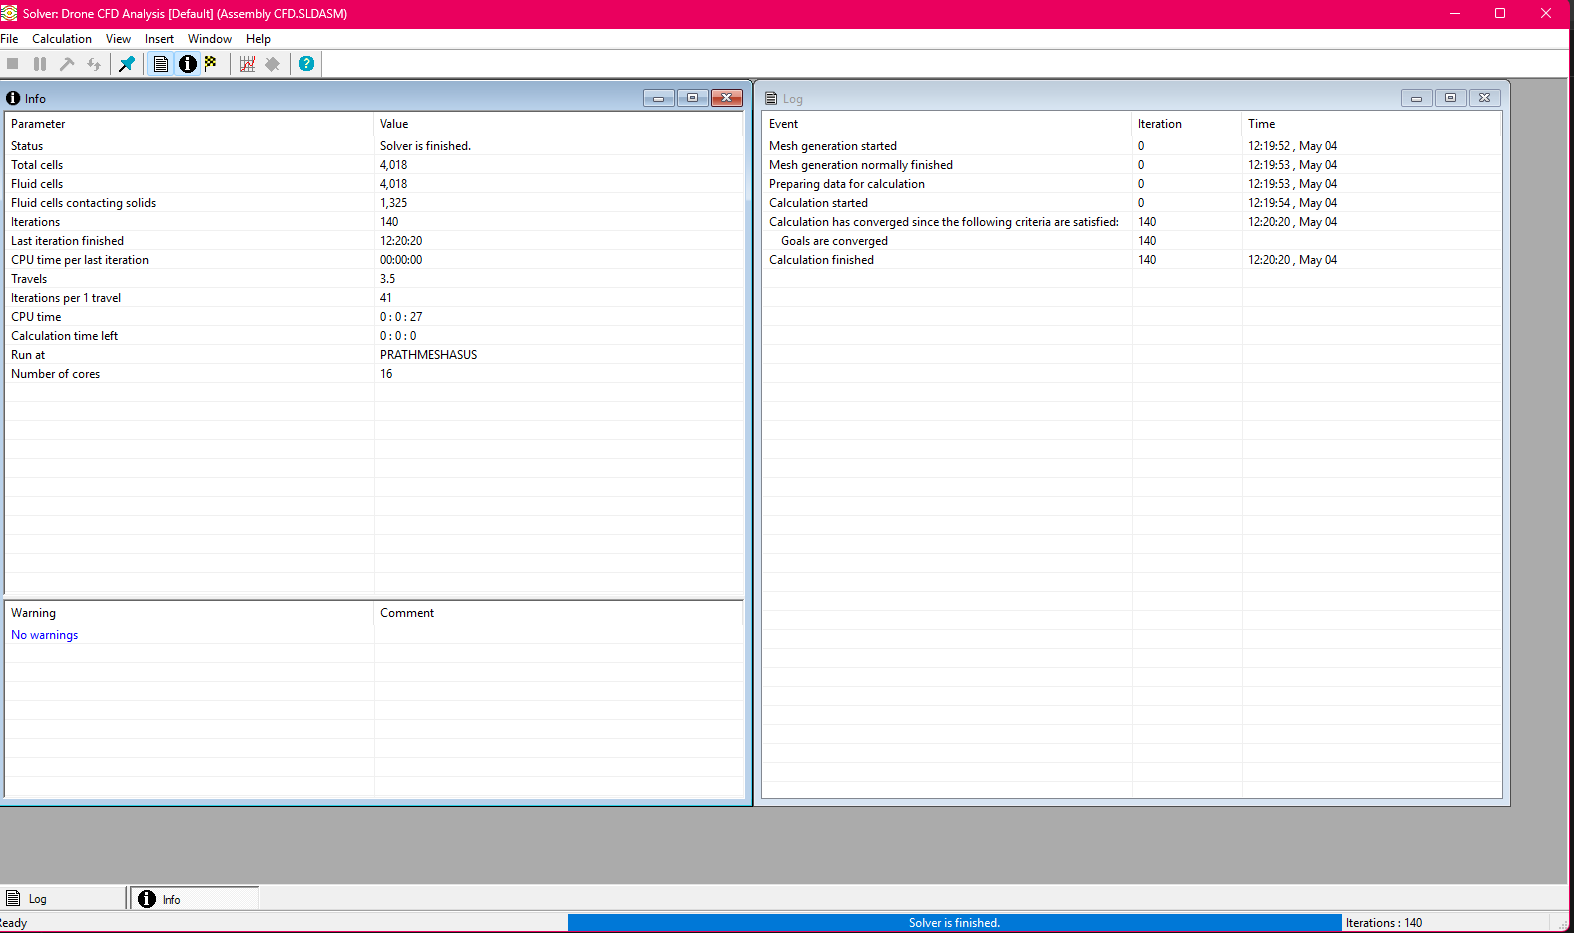 Solver: Drone CFD Analysis [Default] (Assembly CFD.SLDASM)
File Calculation View Insert Window Help
Info
Parameter Value
Status Solver is finished.
Total cells 4,018
Fluid cells 4,018
Fluid cells contacting solids 1,325
Iterations 140
Last iteration finished 12:20:20
CPU time per last iteration 00:00:00
Travels 3.5
Iterations per 1 travel 41
CPU time 0 : 0 : 27
Calculation time left 0 : 0 : 0
Run at PRATHMESHASUS
Number of cores 16
Warning Comment
No warnings
Log
Event Iteration Time
Mesh generation started 0 12:19:52 , May 04
Mesh generation normally finished 0 12:19:53 , May 04
Preparing data for calculation 0 12:19:53 , May 04
Calculation started 0 12:19:54 , May 04
Calculation has converged since the following criteria are satisfied: 140 12:20:20 , May 04
Goals are converged 140
Calculation finished 140 12:20:20 , May 04
Log Info
Ready Solver is finished. Iterations : 140